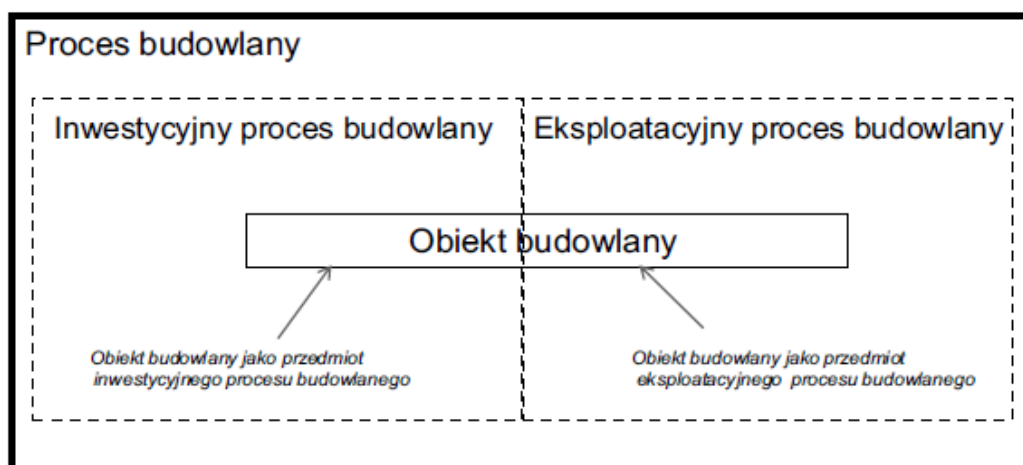 Proces budowlany
Inwestycyjny proces budowlany
Eksploatacyjny proces budowlany
Obiekt budowlany
Obiekt budowlany jako przedmiot
inwestycyjnego procesu budowlanego
Obiekt budowlany jako przedmiot
eksploatacyjnego procesu budowlanego